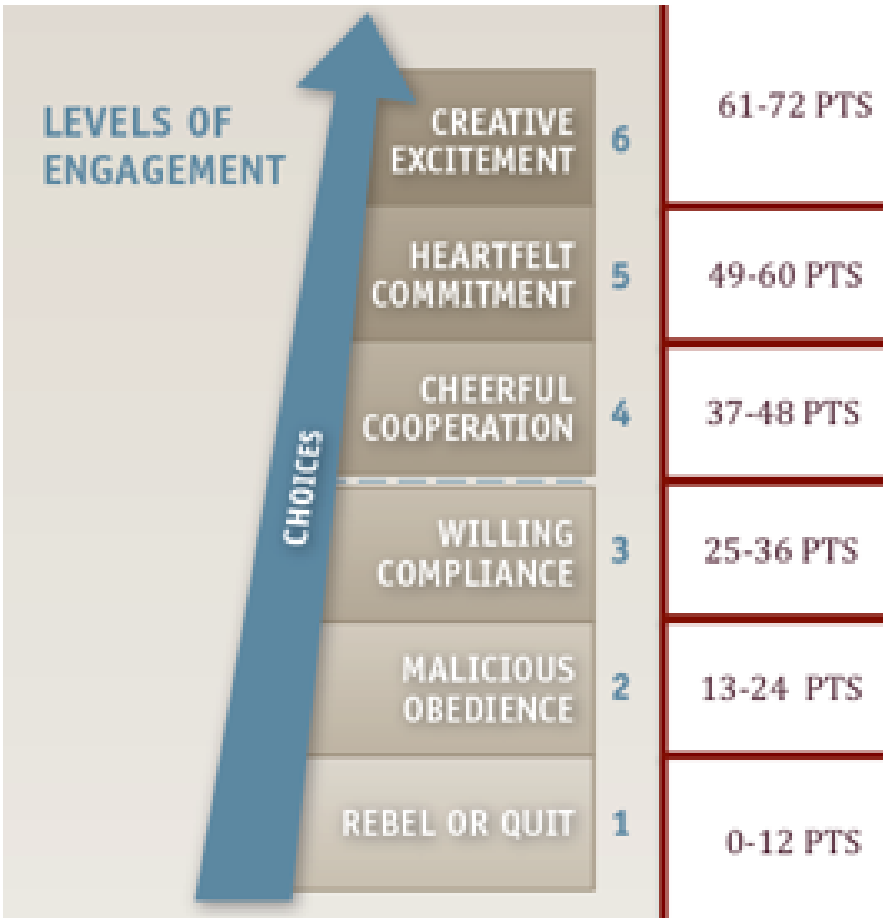 LEVELS OF
ENGAGEMENT
CREATIVE
EXCITEMENT
6
61-72 PTS
HEARTFELT
COMMITMENT
5
49-60 PTS
CHEERFUL
COOPERATION
4
37-48 PTS
CHOICES
WILLING
COMPLIANCE
3
25-36 PTS
MALICIOUS
OBEDIENCE
2
13-24 PTS
REBEL OR QUIT
1
0-12 PTS